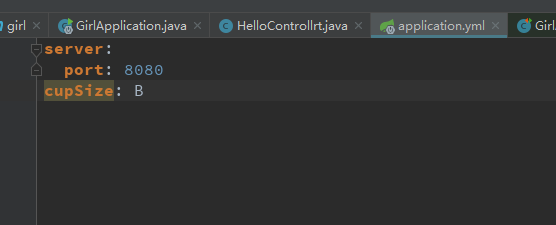 girl GirlApplication.java HelloControllrt.java application.yml Girl
server:
port: 8080
cupSize: B